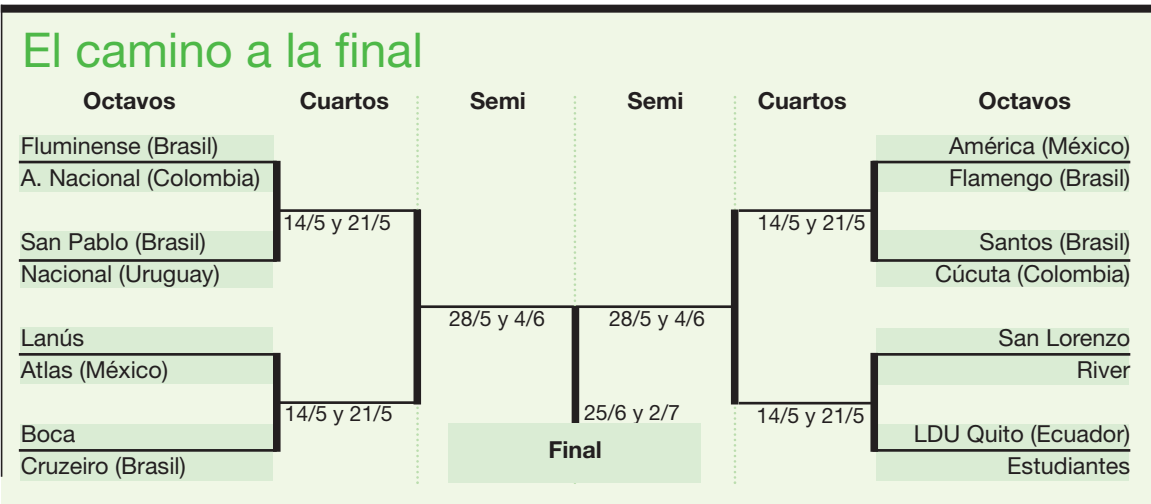 El camino a la final
Octavos
Cuartos
Semi
Semi
Cuartos
Octavos
Fluminense (Brasil)
A. Nacional (Colombia)
San Pablo (Brasil)
Nacional (Uruguay)
Lanús
Atlas (México)
Boca
Cruzeiro (Brasil)
14/5 y 21/5
14/5 y 21/5
28/5 y 4/6
28/5 y 4/6
25/6 y 2/7
Final
14/5 y 21/5
14/5 y 21/5
América (México)
Flamengo (Brasil)
Santos (Brasil)
Cúcuta (Colombia)
San Lorenzo
River
LDU Quito (Ecuador)
Estudiantes